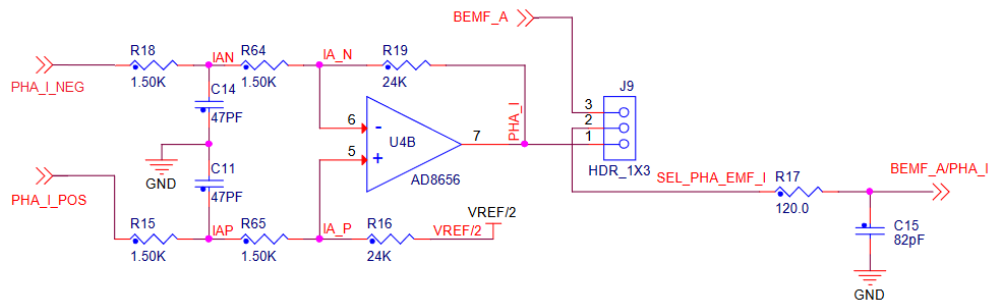 BEMF_A
R18
IAN
R64
IA_N
R19
PHA_I_NEG
1.50K
1.50K
24K
C14
47PF
J9
3
2
1
PHA_I
6
-
U4B
7
5
+
AD8656
HDR_1X3
GND
C11
47PF
PHA_I_POS
SEL_PHA_EMF_I
R17
120.0
BEMF_A/PHA_I
R15
IAP
R65
IA_P
R16
VREF/2
VREF/2
1.50K
1.50K
24K
C15
82pF
GND